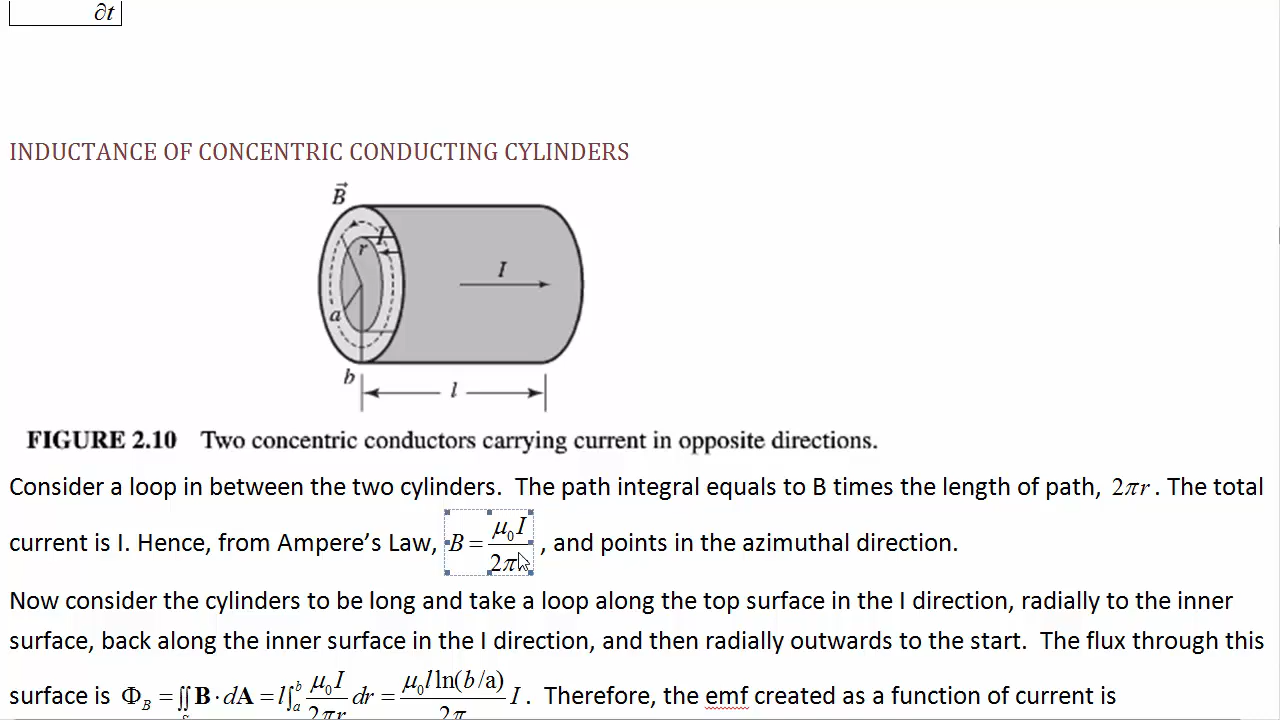 ∂t
INDUCTANCE OF CONCENTRIC CONDUCTING CYLINDERS
B⃗
I
r
I
a
b
l
FIGURE 2.10 Two concentric conductors carrying current in opposite directions.
Consider a loop in between the two cylinders. The path integral equals to B times the length of path, 2πr. The total
current is I. Hence, from Ampere’s Law, B = μ₀I / 2π , and points in the azimuthal direction.
Now consider the cylinders to be long and take a loop along the top surface in the I direction, radially to the inner
surface, back along the inner surface in the I direction, and then radially outwards to the start. The flux through this
surface is Φ_B = ∬_S B · dA = l∫_a^b μ₀I / 2πr dr = μ₀l ln(b/a) / 2π I. Therefore, the emf created as a function of current is